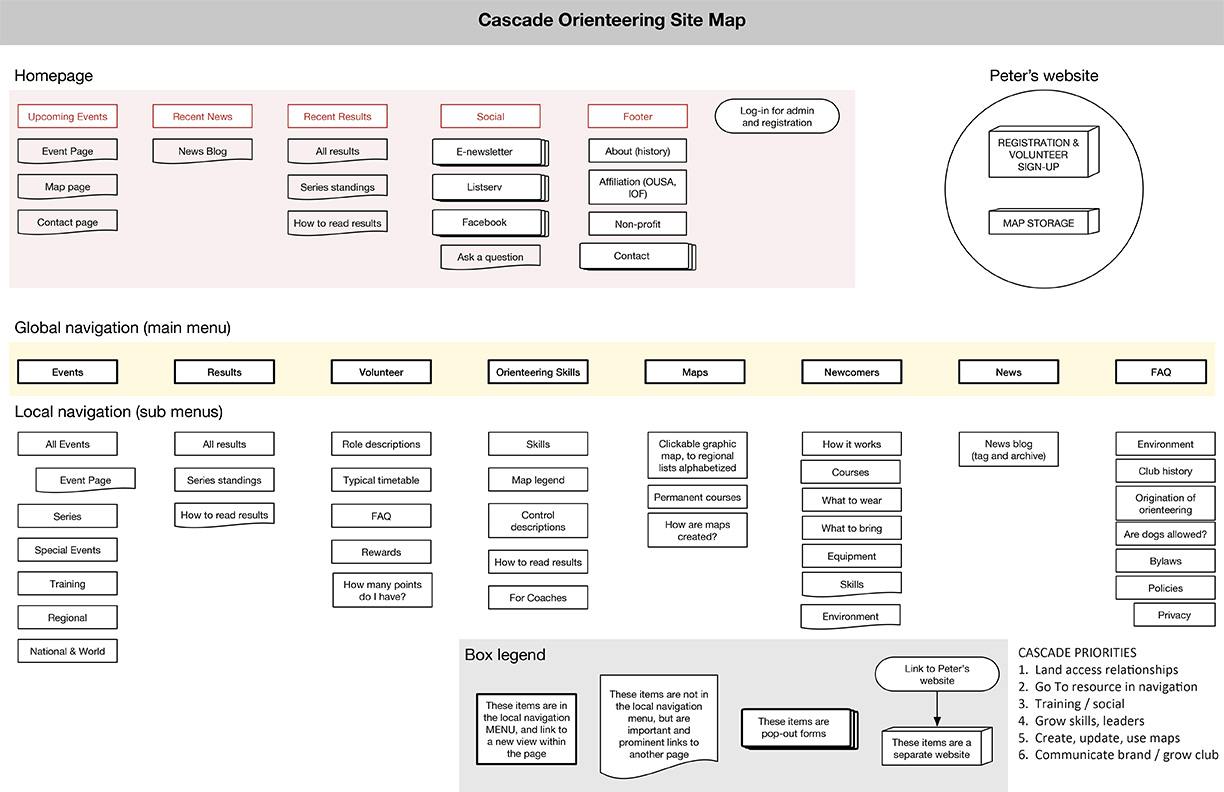 Cascade Orienteering Site Map
Homepage
Peter's website
Upcoming Events
Event Page
Map page
Contact page
Recent News
News Blog
Recent Results
All results
Series standings
How to read results
Social
E-newsletter
Listserv
Facebook
Ask a question
Footer
About (history)
Affiliation (OUSA,
IOF)
Non-profit
Contact
Log-in for admin
and registration
REGISTRATION &
VOLUNTEER
SIGN-UP
MAP STORAGE
Global navigation (main menu)
Events
Results
Volunteer
Orienteering Skills
Maps
Newcomers
News
FAQ
Local navigation (sub menus)
All Events
Event Page
Series
Special Events
Training
Regional
National & World
All results
Series standings
How to read results
Role descriptions
Typical timetable
FAQ
Rewards
How many points
do I have?
Skills
Map legend
Control
descriptions
How to read results
For Coaches
Clickable graphic
map, to regional
lists alphabetized
Permanent courses
How are maps
created?
How it works
Courses
What to wear
What to bring
Equipment
Skills
Environment
News blog
(tag and archive)
Environment
Club history
Origination of
orienteering
Are dogs allowed?
Bylaws
Policies
Privacy
Box legend
These items are in
the local navigation
MENU, and link to
a new view within
the page
These items are not in
the local navigation
menu, but are
important and
prominent links to
another page
These items are
pop-out forms
Link to Peter's
website
These items are a
separate website
CASCADE PRIORITIES
1. Land access relationships
2. Go To resource in navigation
3. Training / social
4. Grow skills, leaders
5. Create, update, use maps
6. Communicate brand / grow club